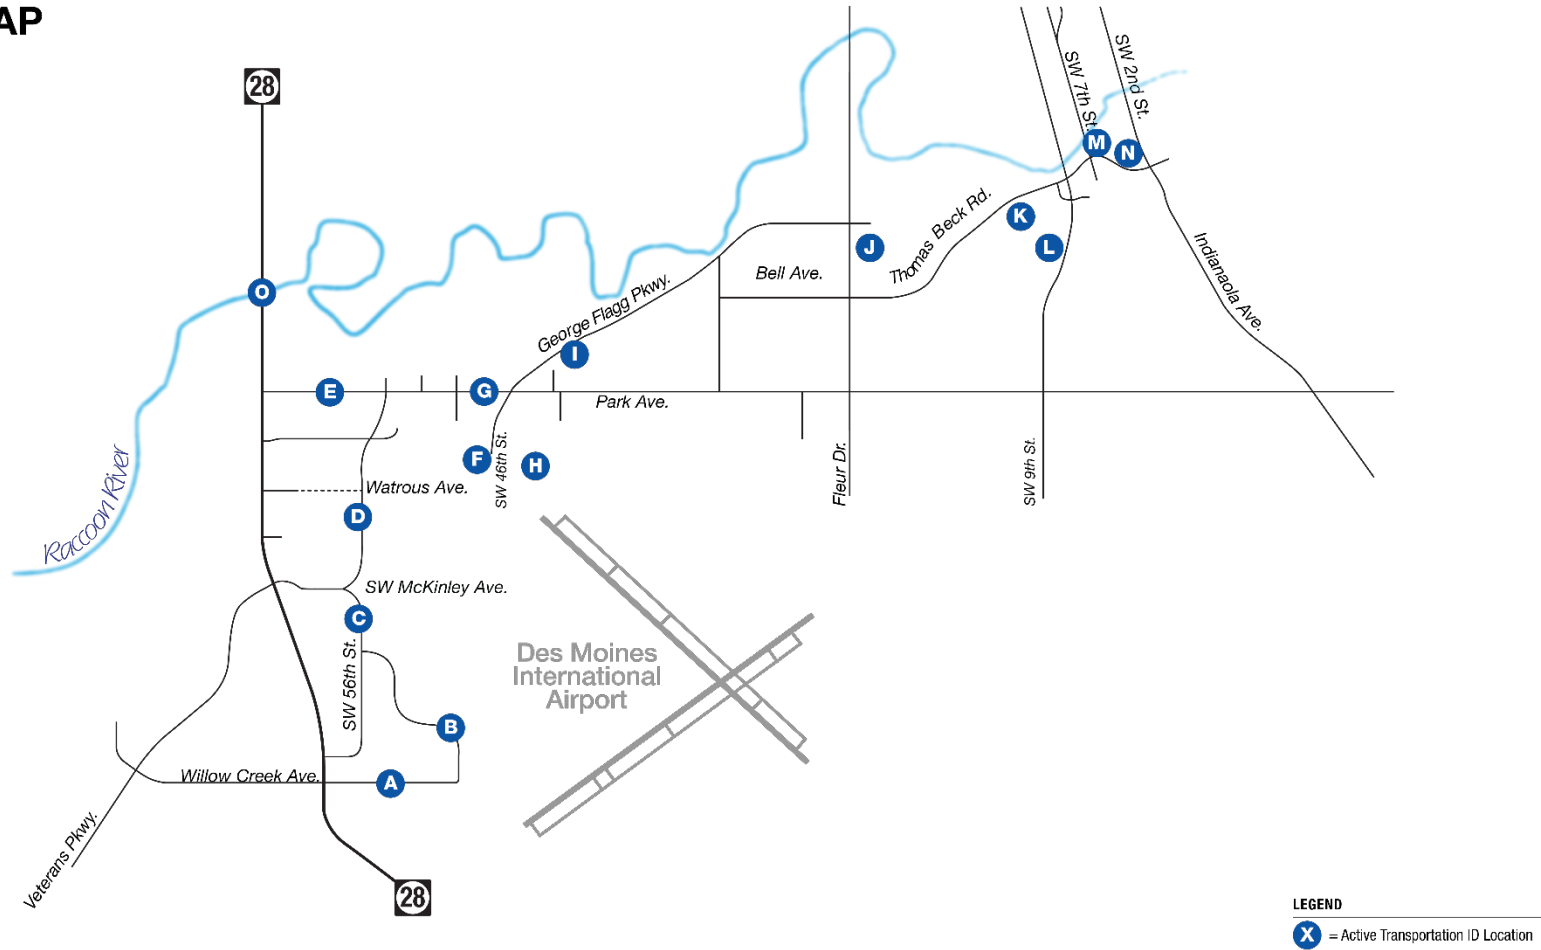 AP
28
SW 7th St.
SW 2nd St.
M
N
K
J
L
Thomas Beck Rd.
Indianaola Ave.
Bell Ave.
O
George Flagg Pkwy.
I
E
G
Park Ave.
F
SW 46th St.
H
Fleur Dr.
SW 9th St.
Raccoon River
Watrous Ave.
D
SW McKinley Ave.
C
SW 56th St.
Des Moines
International
Airport
B
Willow Creek Ave.
A
Veterans Pkwy.
28
LEGEND
X = Active Transportation ID Location